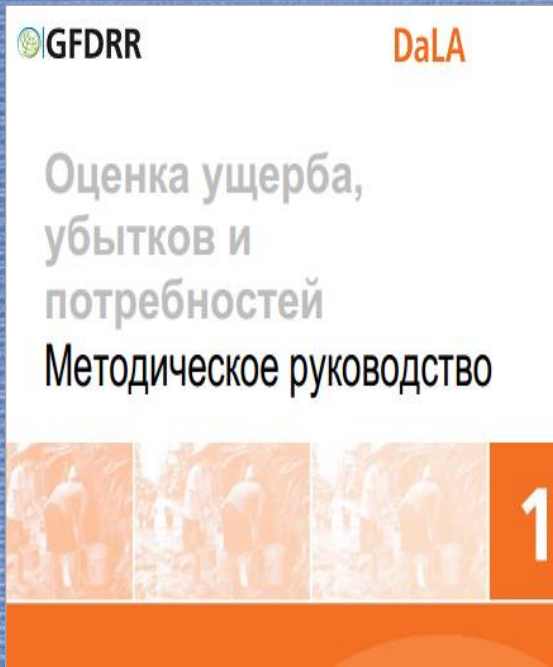 GFDRR
DaLA
Оценка ущерба,
убытков и
потребностей
Методическое руководство
1